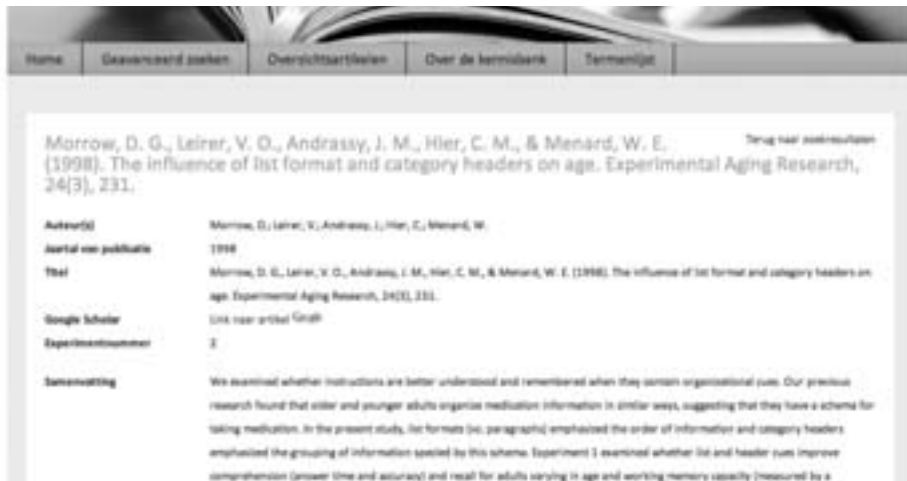 Home Geavanceerd zoeken Overzichtsartikelen Over de kennisbank Termenlijst
Terug naar zoekresultaten
Morrow, D. G., Leirer, V. O., Andrassy, J. M., Hier, C. M., & Menard, W. E.
(1998). The influence of list format and category headers on age. Experimental Aging Research,
24(3), 231.
Auteur(s) Morrow, D.; Leirer, V.; Andrassy, J.; Hier, C.; Menard, W.
Jaartal van publicatie 1998
Titel Morrow, D. G., Leirer, V. O., Andrassy, J. M., Hier, C. M., & Menard, W. E. (1998). The influence of list format and category headers on
age. Experimental Aging Research, 24(3), 231.
Google Scholar Link naar artikel
Experimentnummer 2
Samenvatting We examined whether instructions are better understood and remembered when they contain organizational cues. Our previous
research found that older and younger adults organize medication information in similar ways, suggesting that they have a schema for
taking medication. In the present study, list formats (vs. paragraphs) emphasized the order of information and category headers
emphasized the grouping of information specied by this schema. Experiment 1 examined whether list and header cues improve
comprehension (answer time and accuracy) and recall for adults varying in age and working memory capacity (measured by a